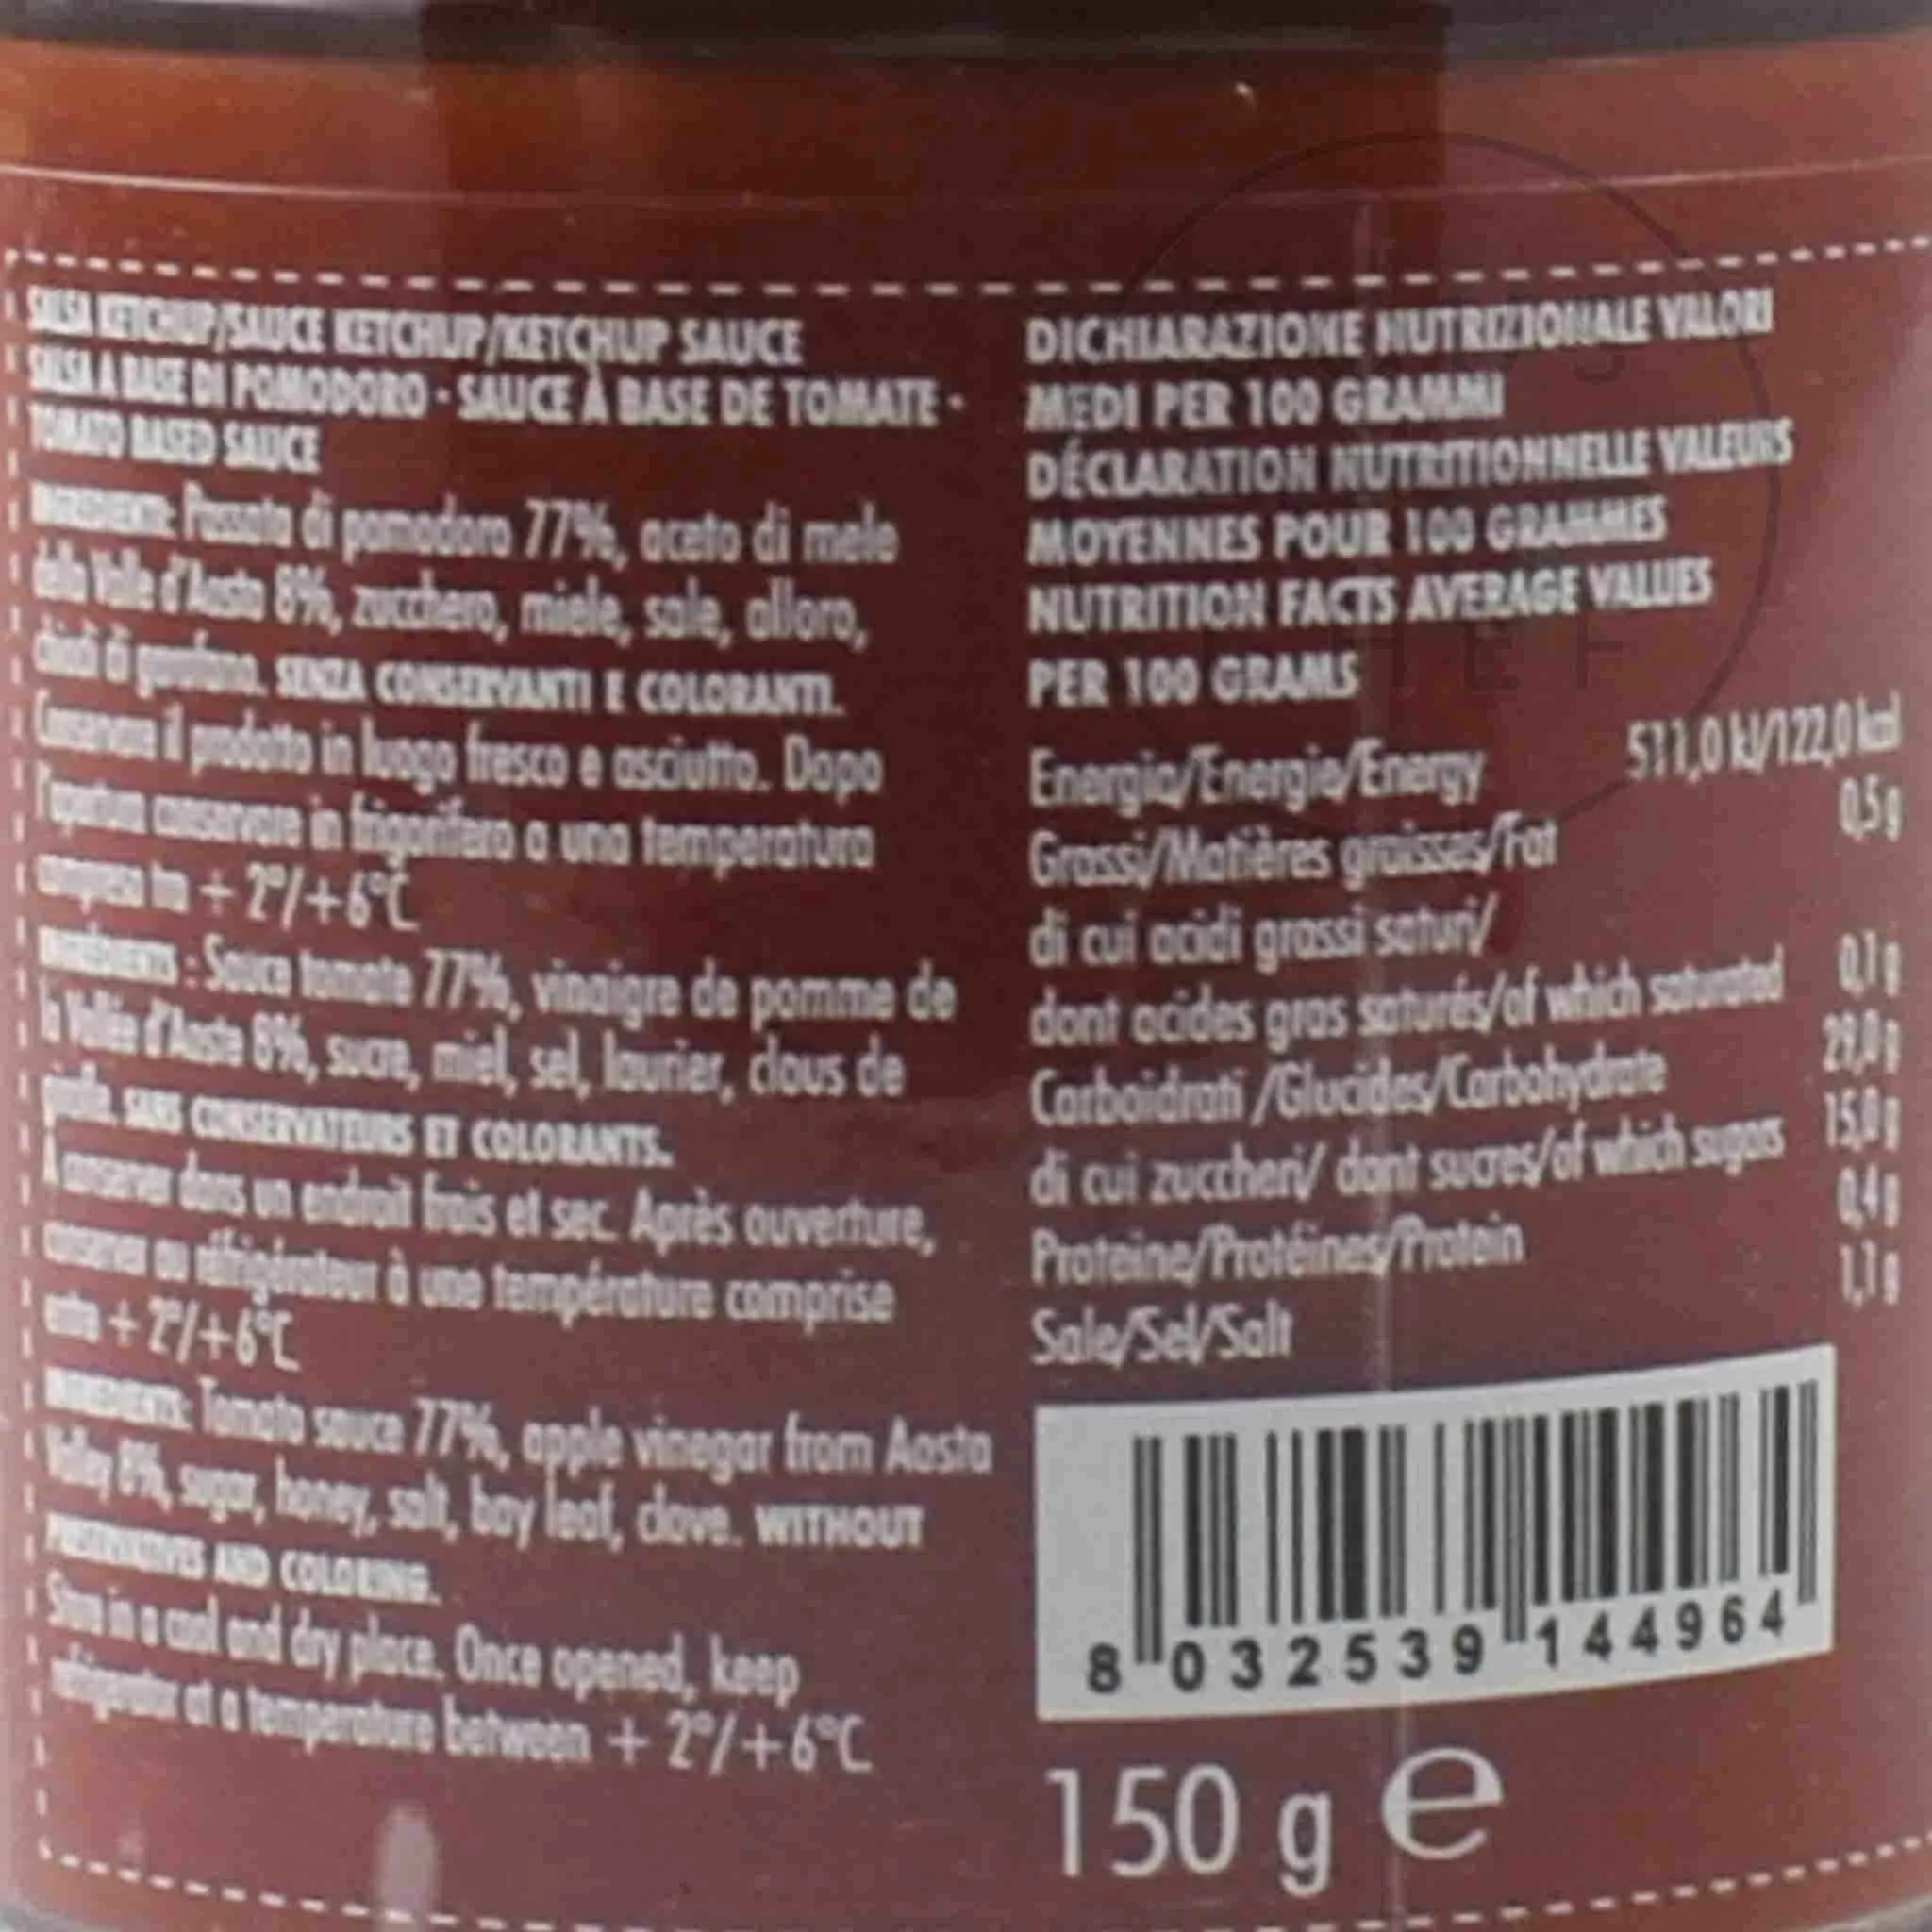 SALSA KETCHUP/SAUCE KETCHUP/KETCHUP SAUCE
SALSA A BASE DI POMODORO - SAUCE À BASE DE TOMATE -
TOMATO BASED SAUCE
INGREDIENTI: Passata di pomodoro 77%, aceto di mele
della Valle d'Aosta 8%, zucchero, miele, sale, alloro,
chiodi di garofano. SENZA CONSERVANTI E COLORANTI.
Conservare il prodotto in luogo fresco e asciutto. Dopo
l'apertura conservare in frigorifero a una temperatura
compresa tra + 2°/+6°C
INGRÉDIENTS : Sauce tomate 77%, vinaigre de pomme de
la Vallée d'Aoste 8%, sucre, miel, sel, laurier, clous de
girofle. SANS CONSERVATEURS ET COLORANTS.
À conserver dans un endroit frais et sec. Après ouverture,
conserver au réfrigérateur à une température comprise
entre + 2°/+6°C
INGREDIENTS: Tomato sauce 77%, apple vinegar from Aosta
Valley 8%, sugar, honey, salt, bay leaf, clove. WITHOUT
PRESERVATIVES AND COLORING.
Store in a cool and dry place. Once opened, keep
refrigerator at a temperature between + 2°/+6°C
DICHIARAZIONE NUTRIZIONALE VALORI
MEDI PER 100 GRAMMI
DÉCLARATION NUTRITIONNELLE VALEURS
MOYENNES POUR 100 GRAMMES
NUTRITION FACTS AVERAGE VALUES
PER 100 GRAMS
Energia/Energie/Energy 511,0 kJ/122,0 kcal
Grassi/Matières graisses/Fat 0,5 g
di cui acidi grassi saturi/
dont acides gras saturés/of which saturated 0,1 g
Carboidrati /Glucides/Carbohydrate 29,0 g
di cui zuccheri/ dont sucres/of which sugars 15,0 g
Proteine/Protéines/Protein 0,4 g
Sale/Sel/Salt 1,1 g
8 032539 144964
150 g e